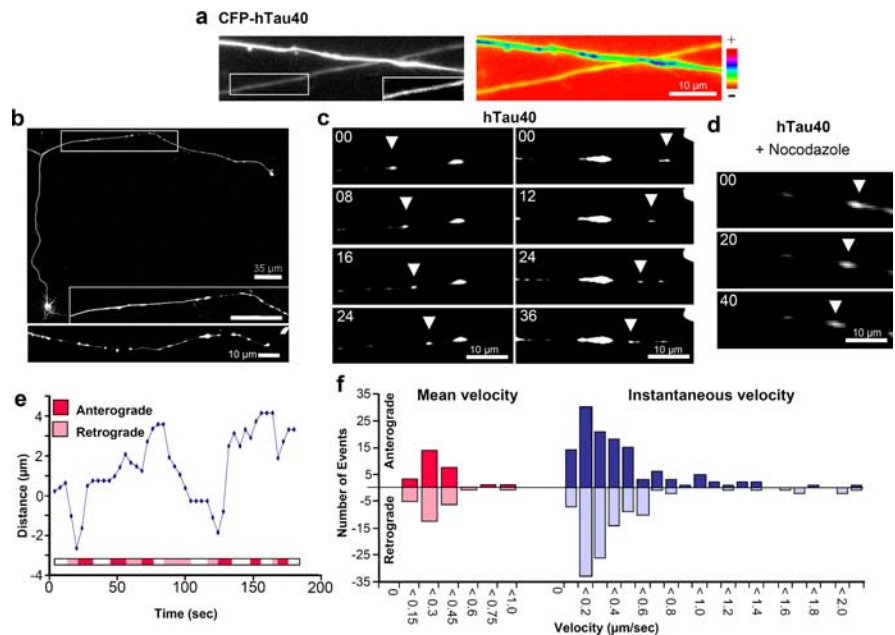 a CFP-hTau40
+
10 µm
-
b
35 µm
10 µm
c hTau40
00 00
08 12
16 24
24 36
10 µm 10 µm
d hTau40
+ Nocodazole
00
20
40
10 µm
e
Anterograde
Retrograde
Distance (µm)
4
2
0
-2
-4
0 50 100 150 200
Time (sec)
f
Mean velocity Instantaneous velocity
Number of Events
Anterograde
Retrograde
35
25
15
5
-5
-15
-25
-35
0 < 0.15 < 0.3 < 0.45 < 0.6 < 0.75 <1.0
0 < 0.2 < 0.4 < 0.6 < 0.8 < 1.0 < 1.2 < 1.4 < 1.6 < 1.8 < 2.0
Velocity (µm/sec)